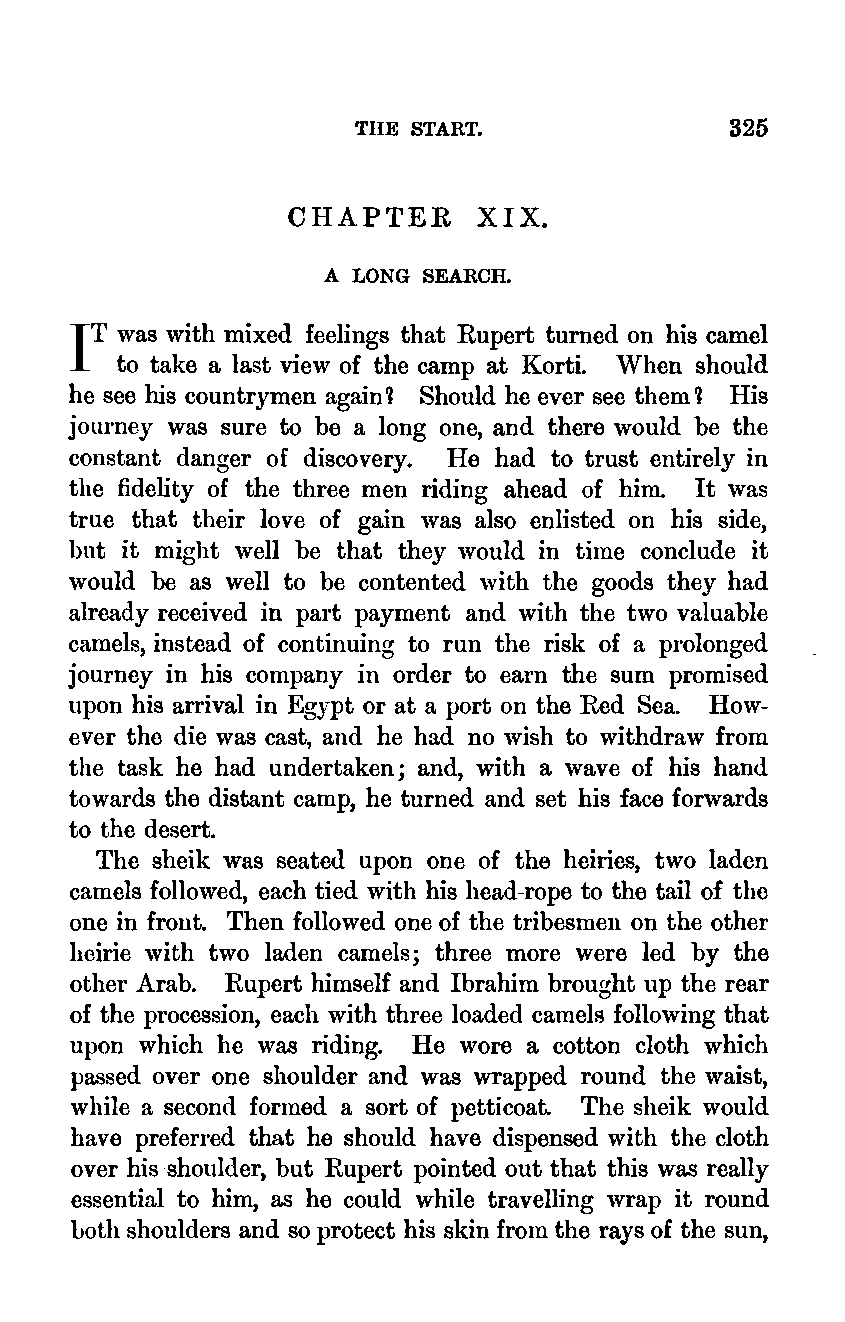 THE START. 325
CHAPTER XIX.
A LONG SEARCH.
IT was with mixed feelings that Rupert turned on his camel
to take a last view of the camp at Korti. When should
he see his countrymen again? Should he ever see them? His
journey was sure to be a long one, and there would be the
constant danger of discovery. He had to trust entirely in
the fidelity of the three men riding ahead of him. It was
true that their love of gain was also enlisted on his side,
but it might well be that they would in time conclude it
would be as well to be contented with the goods they had
already received in part payment and with the two valuable
camels, instead of continuing to run the risk of a prolonged
journey in his company in order to earn the sum promised
upon his arrival in Egypt or at a port on the Red Sea. How-
ever the die was cast, and he had no wish to withdraw from
the task he had undertaken; and, with a wave of his hand
towards the distant camp, he turned and set his face forwards
to the desert.
The sheik was seated upon one of the heiries, two laden
camels followed, each tied with his head-rope to the tail of the
one in front. Then followed one of the tribesmen on the other
heirie with two laden camels; three more were led by the
other Arab. Rupert himself and Ibrahim brought up the rear
of the procession, each with three loaded camels following that
upon which he was riding. He wore a cotton cloth which
passed over one shoulder and was wrapped round the waist,
while a second formed a sort of petticoat. The sheik would
have preferred that he should have dispensed with the cloth
over his shoulder, but Rupert pointed out that this was really
essential to him, as he could while travelling wrap it round
both shoulders and so protect his skin from the rays of the sun,